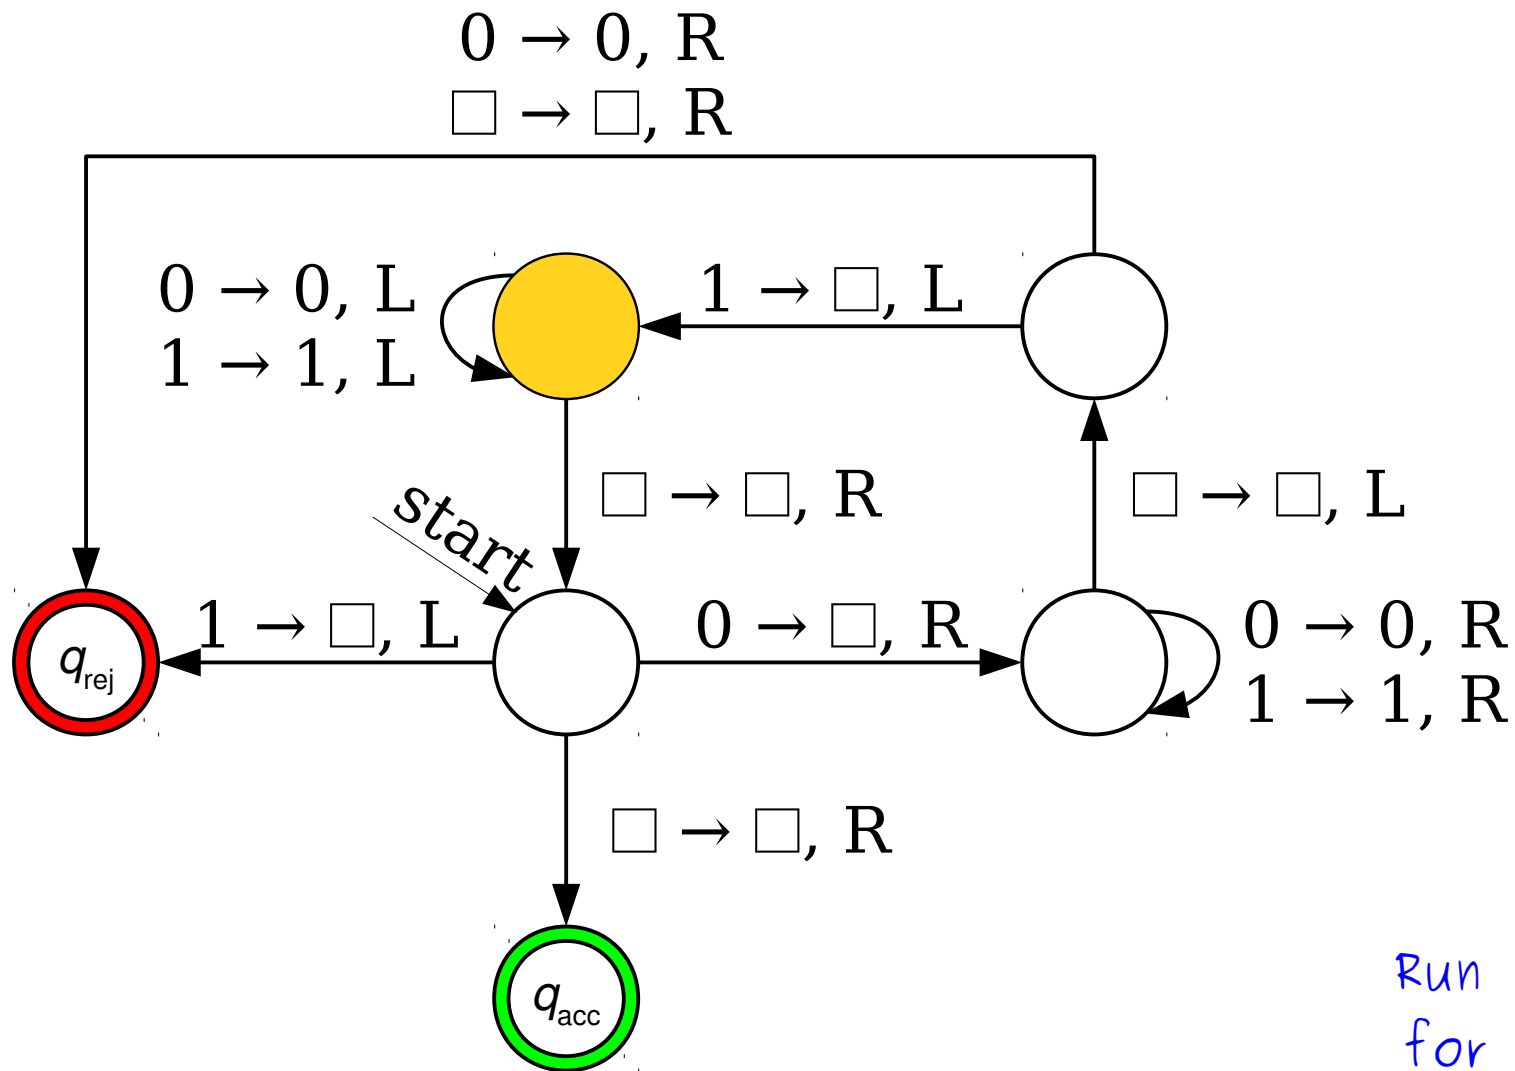 0 → 0, R
□ → □, R
0 → 0, L
1 → 1, L
1 → □, L
□ → □, R
□ → □, L
start
1 → □, L
0 → □, R
0 → 0, R
1 → 1, R
qrej
□ → □, R
qacc
Run
for